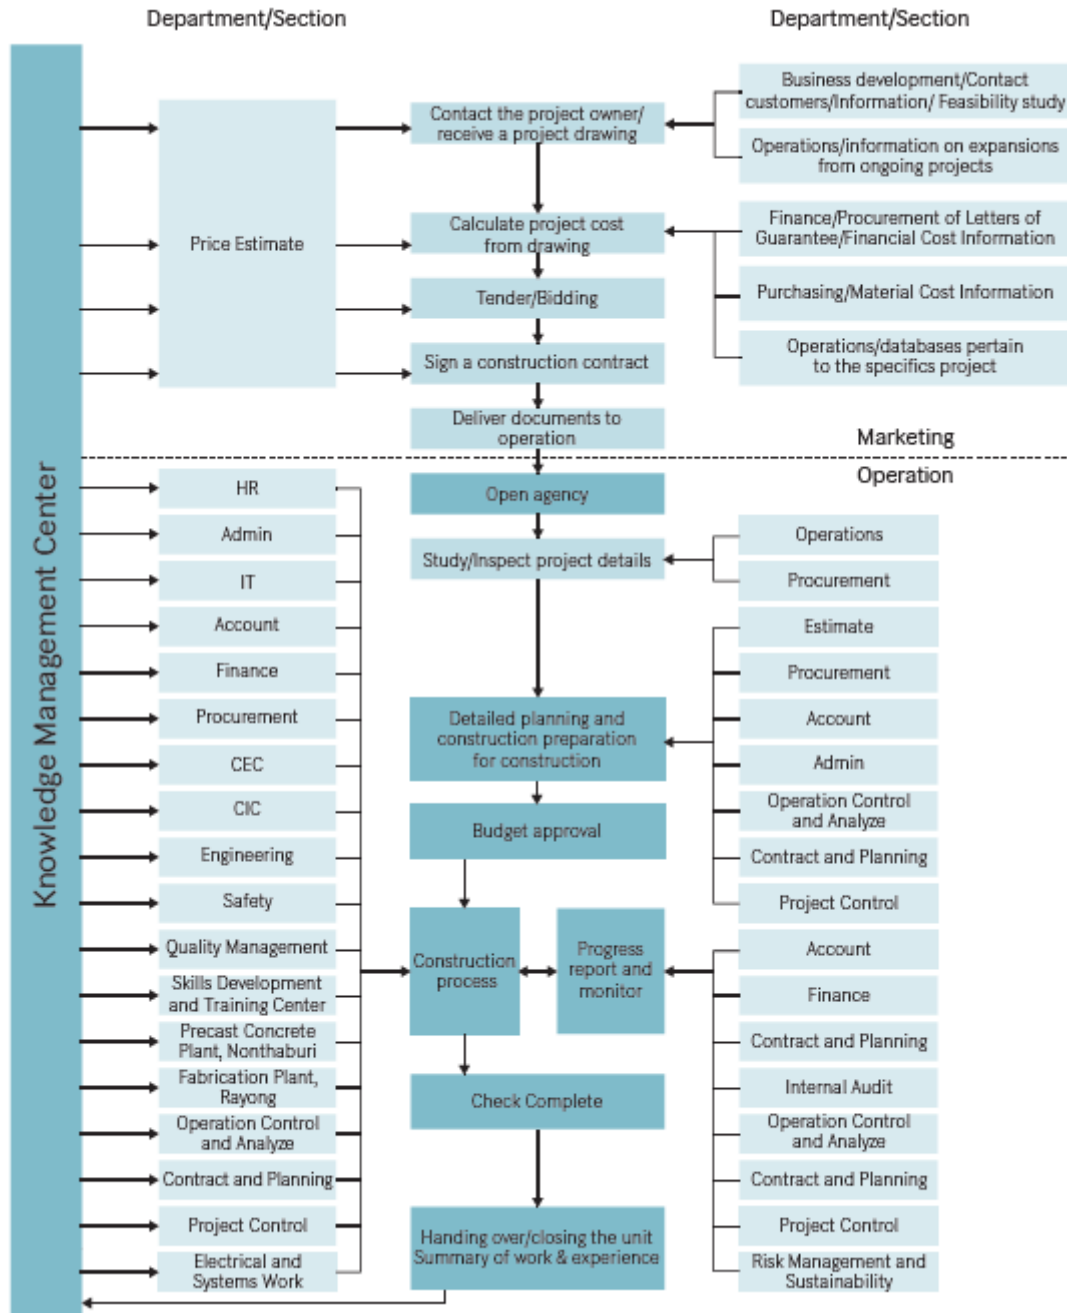 Department/Section
Department/Section
Knowledge Management Center
Price Estimate
Contact the project owner/
receive a project drawing
Business development/Contact
customers/Information/ Feasibility study
Operations/information on expansions
from ongoing projects
Calculate project cost
from drawing
Finance/Procurement of Letters of
Guarantee/Financial Cost Information
Tender/Bidding
Purchasing/Material Cost Information
Sign a construction contract
Operations/databases pertain
to the specifics project
Deliver documents to
operation
Marketing
Operation
HR
Admin
IT
Account
Finance
Procurement
CEC
CIC
Engineering
Safety
Quality Management
Skills Development
and Training Center
Precast Concrete
Plant, Nonthaburi
Fabrication Plant,
Rayong
Operation Control
and Analyze
Contract and Planning
Project Control
Electrical and
Systems Work
Open agency
Study/Inspect project details
Detailed planning and
construction preparation
for construction
Budget approval
Construction
process
Progress
report and
monitor
Check Complete
Handing over/closing the unit
Summary of work & experience
Operations
Procurement
Estimate
Procurement
Account
Admin
Operation Control
and Analyze
Contract and Planning
Project Control
Account
Finance
Contract and Planning
Internal Audit
Operation Control
and Analyze
Contract and Planning
Project Control
Risk Management and
Sustainability